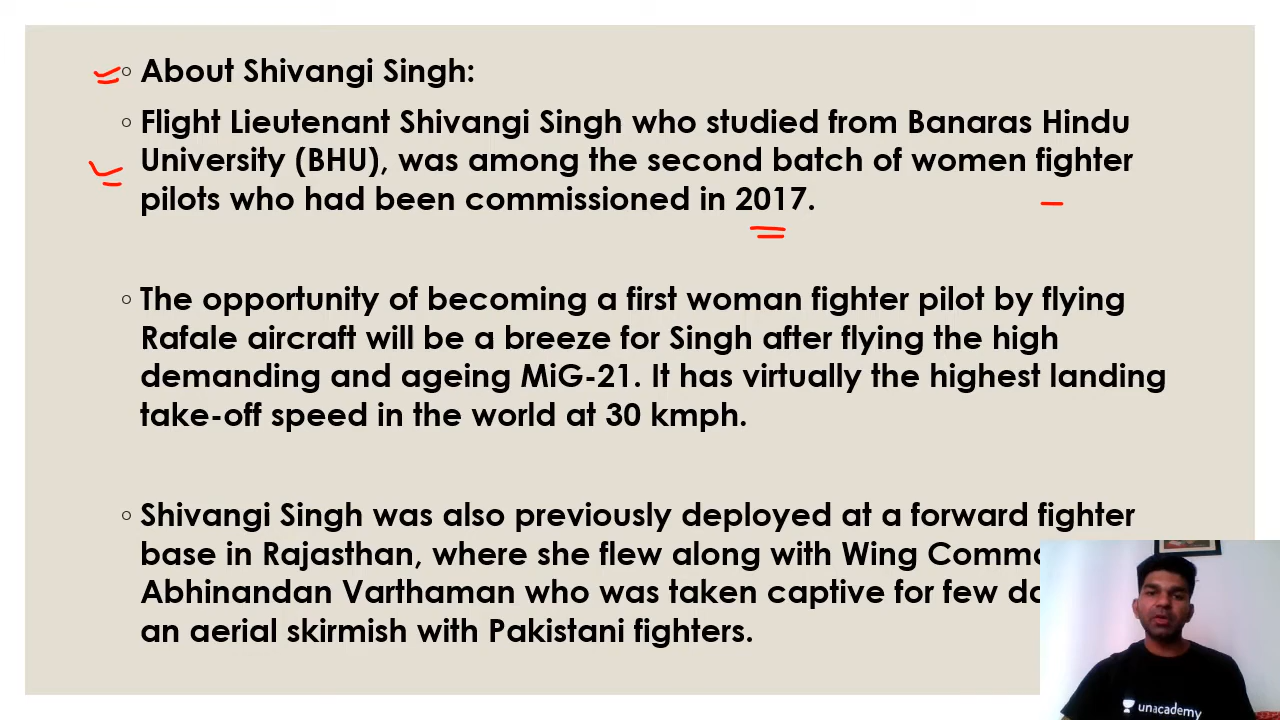 About Shivangi Singh:
Flight Lieutenant Shivangi Singh who studied from Banaras Hindu
University (BHU), was among the second batch of women fighter
pilots who had been commissioned in 2017.
The opportunity of becoming a first woman fighter pilot by flying
Rafale aircraft will be a breeze for Singh after flying the high
demanding and ageing MiG-21. It has virtually the highest landing
take-off speed in the world at 30 kmph.
Shivangi Singh was also previously deployed at a forward fighter
base in Rajasthan, where she flew along with Wing
Abhinandan Varthaman who was taken captive for few
an aerial skirmish with Pakistani fighters.
unacademy